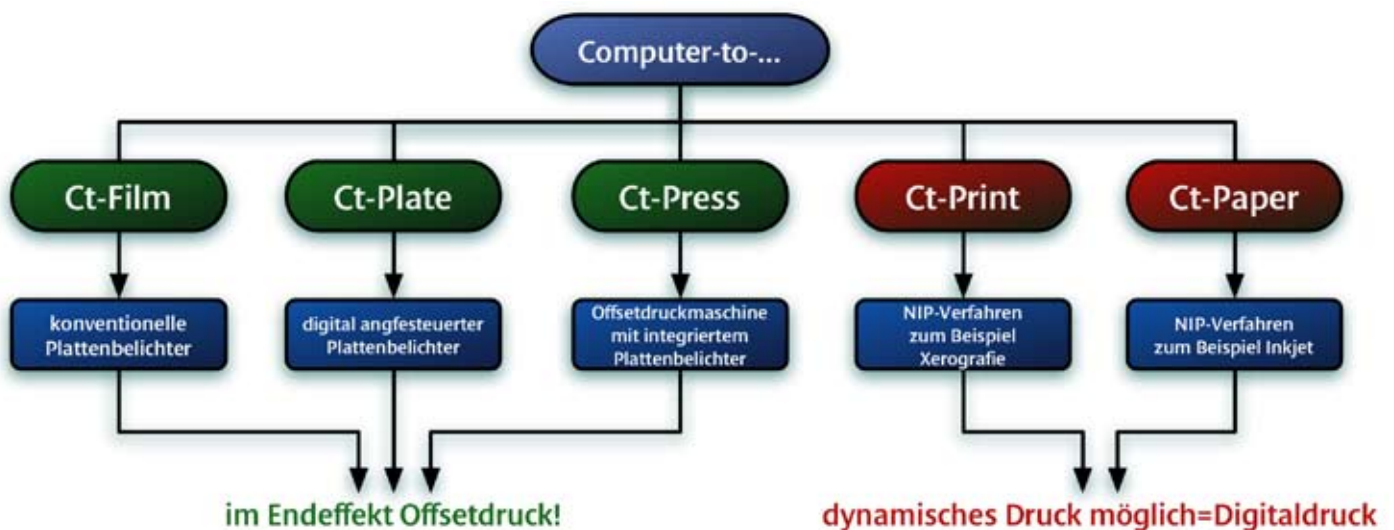 Computer-to-...
Ct-Film
Ct-Plate
Ct-Press
Ct-Print
Ct-Paper
konventionelle
Plattenbelichter
digital angfesteuerter
Plattenbelichter
Offsetdruckmaschine
mit integriertem
Plattenbelichter
NIP-Verfahren
zum Beispiel
Xerografie
NIP-Verfahren
zum Beispiel Inkjet
im Endeffekt Offsetdruck!
dynamisches Druck möglich=Digitaldruck